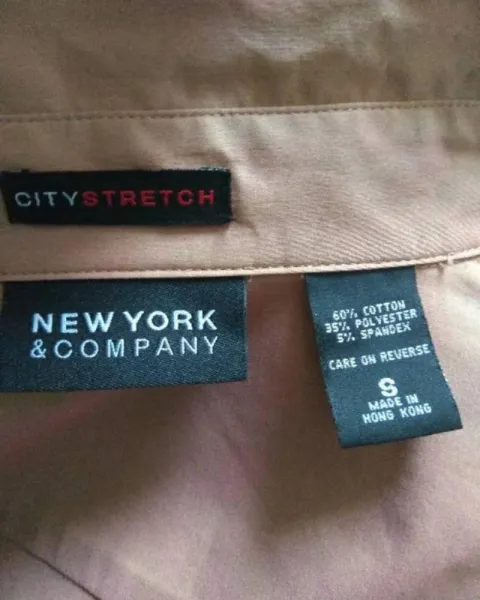 CITYSTRETCH
NEW YORK
& COMPANY
60% COTTON
35% POLYESTER
5% SPANDEX
CARE ON REVERSE
S
MADE IN
HONG KONG